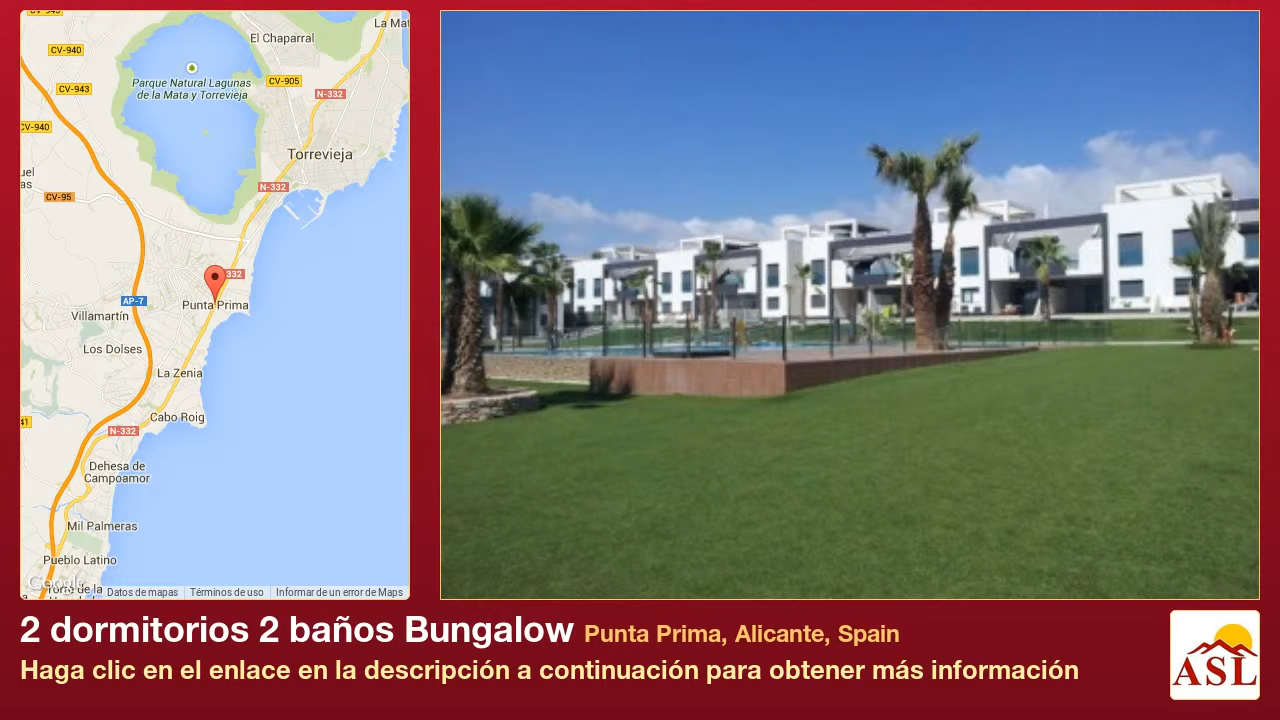 CV-940
CV-943
CV-940
CV-95
CV-905
N-332
N-332
332
AP-7
N-332
El Chaparral
Parque Natural Lagunas
de la Mata y Torrevieja
Torrevieja
Punta Prima
Villamartín
Los Dolses
La Zenia
Cabo Roig
Dehesa de
Campoamor
Mil Palmeras
Pueblo Latino
Google
Datos de mapas
Términos de uso
Informar de un error de Maps
2 dormitorios 2 baños Bungalow Punta Prima, Alicante, Spain
Haga clic en el enlace en la descripción a continuación para obtener más información
ASL